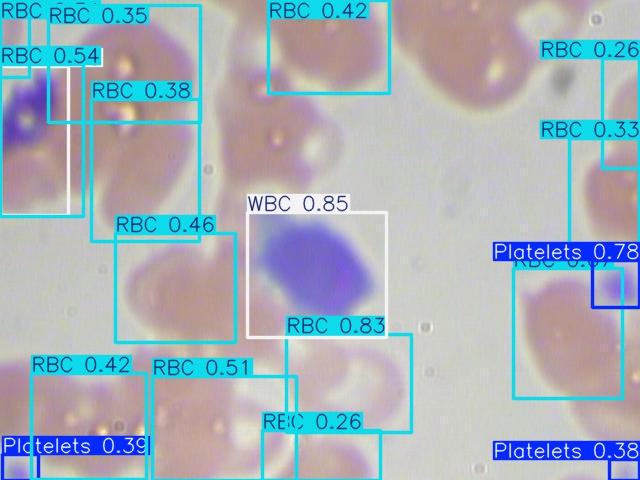 RBC
RBC 0.35
RBC 0.42
RBC 0.54
RBC 0.26
RBC 0.38
RBC 0.33
WBC 0.85
RBC 0.46
Platelets 0.78
RBC 0.83
RBC 0.42
RBC 0.51
RBC 0.26
Platelets 0.39
Platelets 0.38